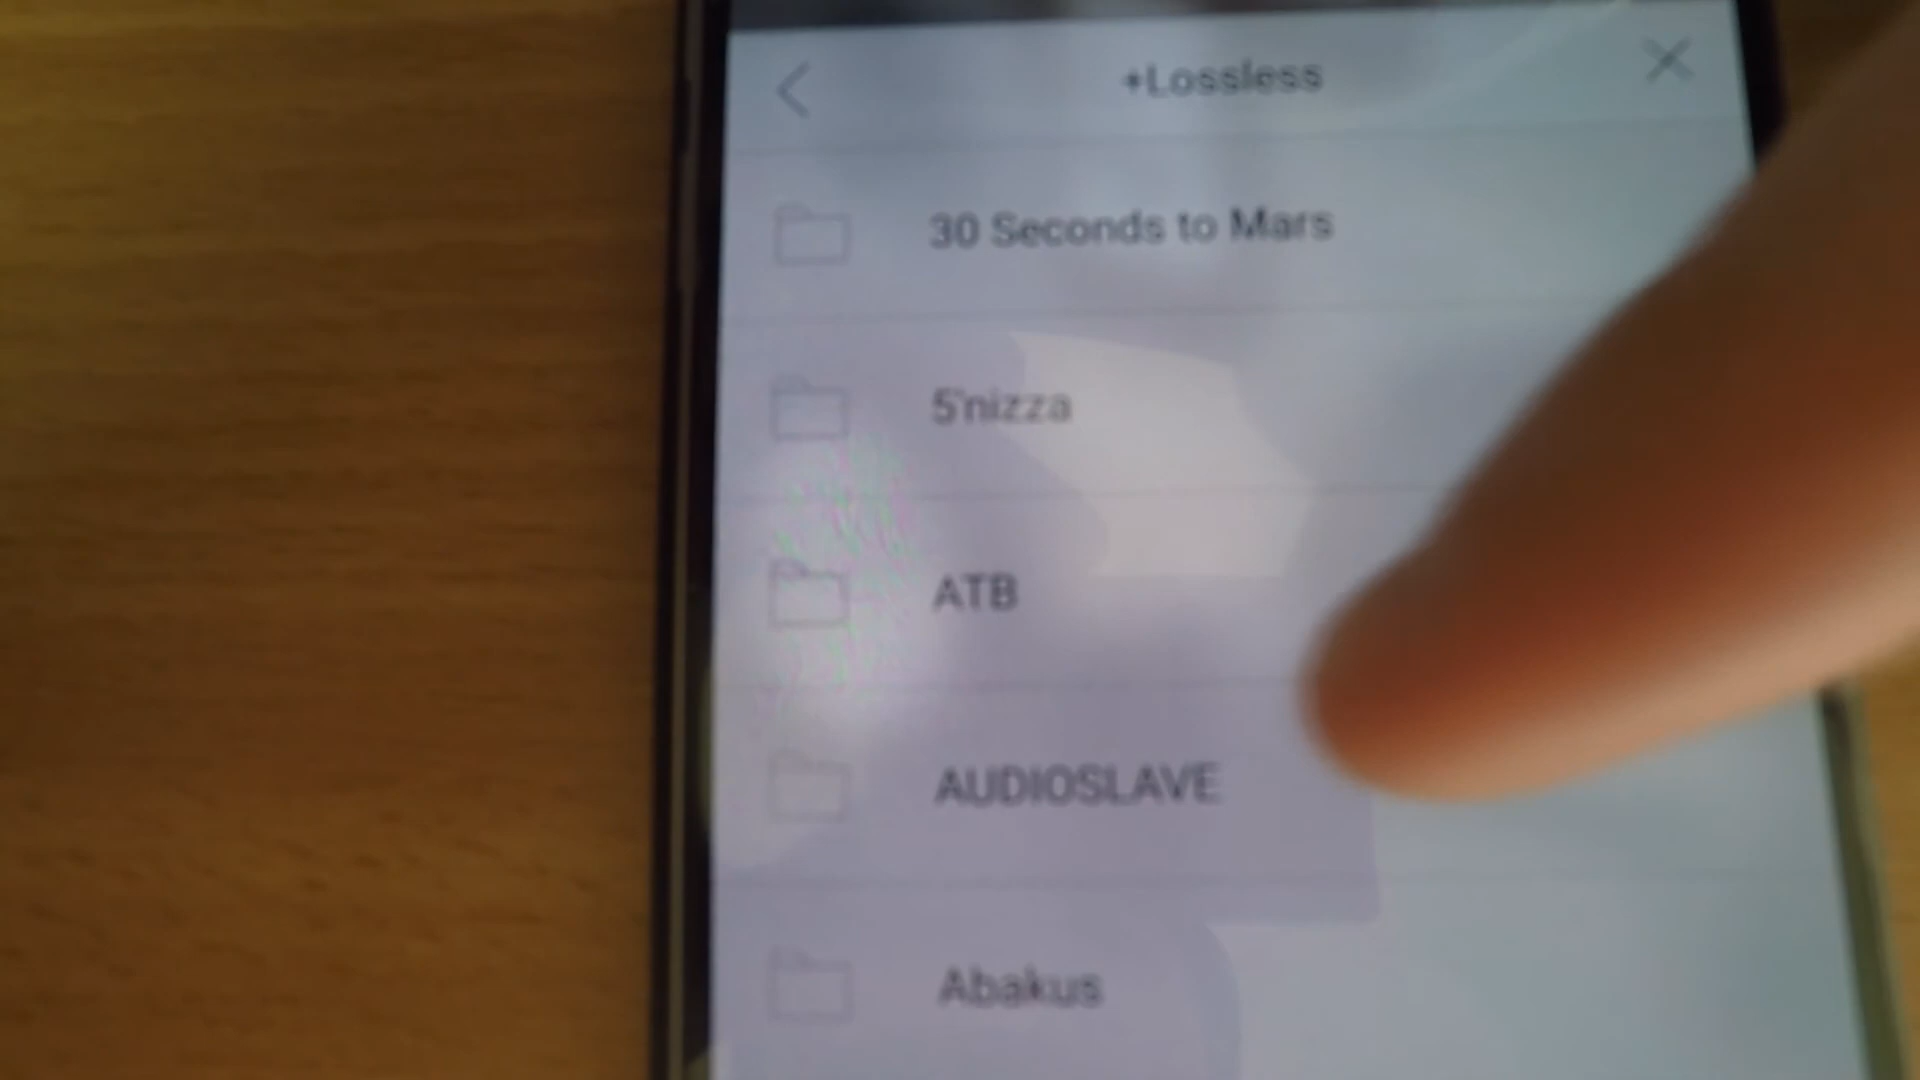 +Lossless
30 Seconds to Mars
5'nizza
ATB
AUDIOSLAVE
Abakus